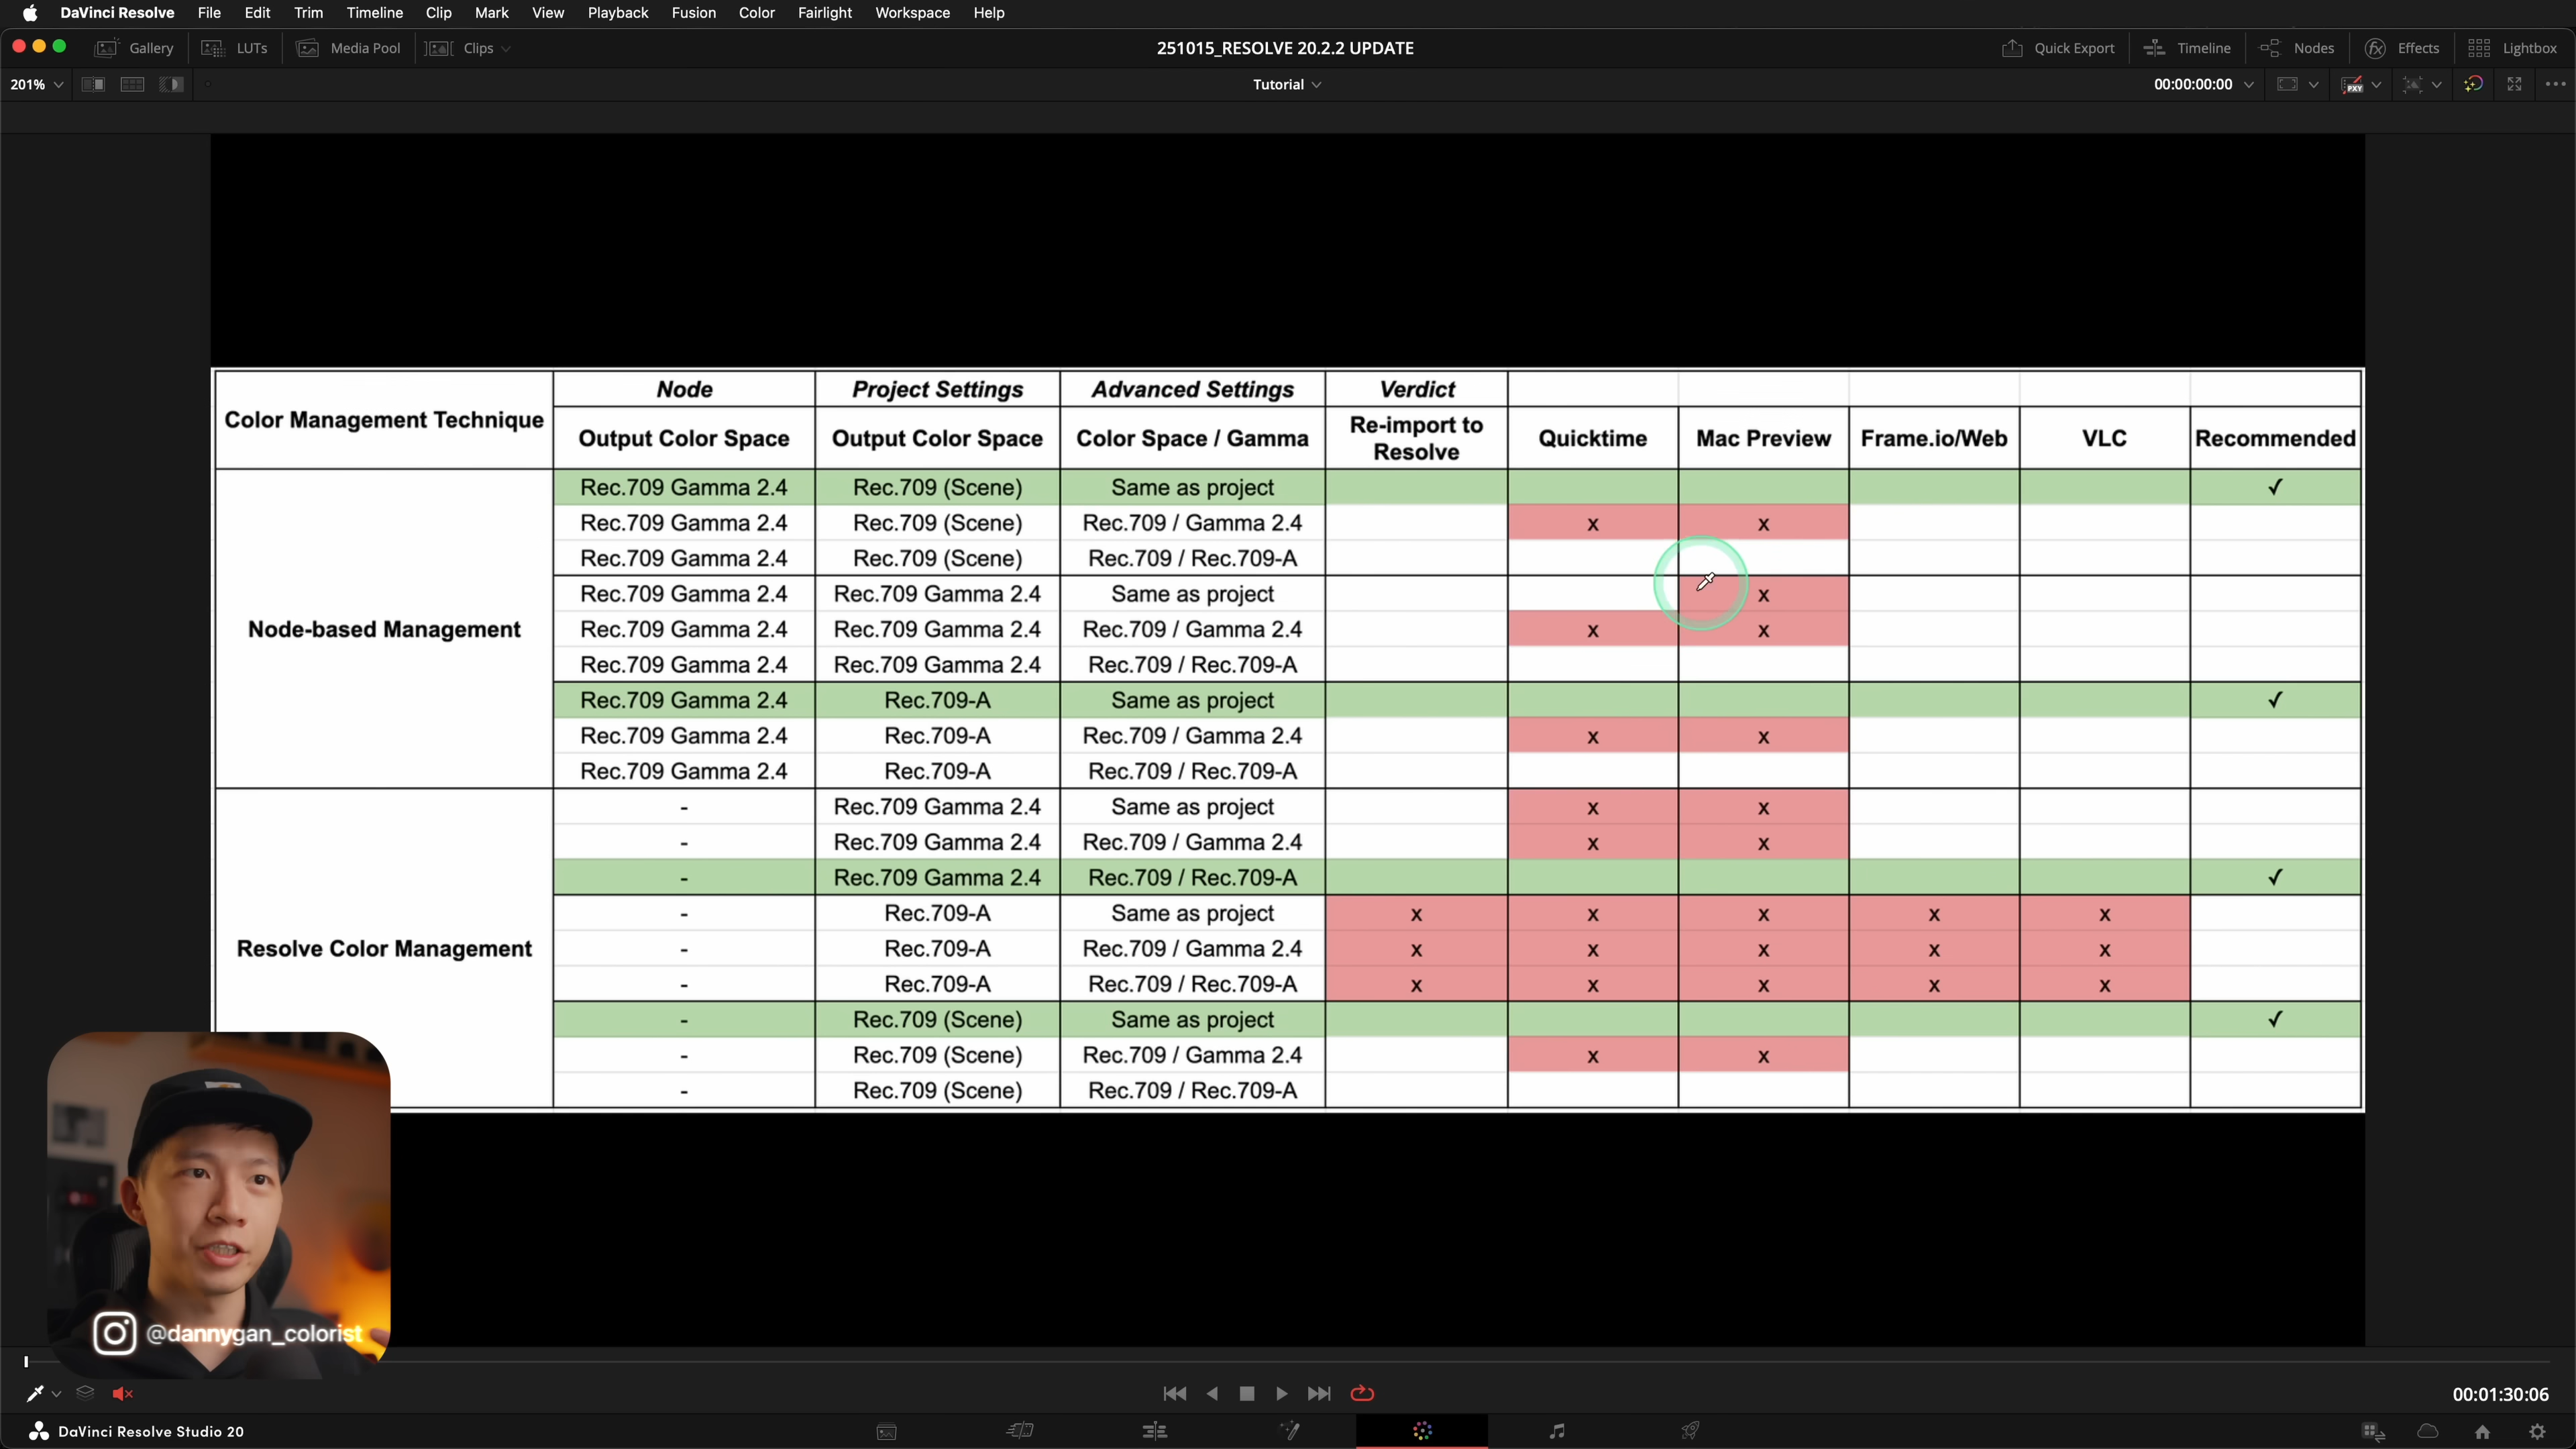 DaVinci Resolve File Edit Trim Timeline Clip Mark View Playback Fusion Color Fairlight Workspace Help
Gallery LUTs Media Pool Clips 251015_RESOLVE 20.2.2 UPDATE Quick Export Timeline Nodes Effects Lightbox
201% Tutorial 00:00:00:00 PXY
Node Project Settings Advanced Settings Verdict
Color Management Technique Output Color Space Output Color Space Color Space / Gamma Re-import to Resolve Quicktime Mac Preview Frame.io/Web VLC Recommended
Rec.709 Gamma 2.4 Rec.709 (Scene) Same as project ✓
Rec.709 Gamma 2.4 Rec.709 (Scene) Rec.709 / Gamma 2.4 x x
Rec.709 Gamma 2.4 Rec.709 (Scene) Rec.709 / Rec.709-A
Rec.709 Gamma 2.4 Rec.709 Gamma 2.4 Same as project x
Node-based Management Rec.709 Gamma 2.4 Rec.709 Gamma 2.4 Rec.709 / Gamma 2.4 x x
Rec.709 Gamma 2.4 Rec.709 Gamma 2.4 Rec.709 / Rec.709-A
Rec.709 Gamma 2.4 Rec.709-A Same as project ✓
Rec.709 Gamma 2.4 Rec.709-A Rec.709 / Gamma 2.4 x x
Rec.709 Gamma 2.4 Rec.709-A Rec.709 / Rec.709-A
- Rec.709 Gamma 2.4 Same as project x x
- Rec.709 Gamma 2.4 Rec.709 / Gamma 2.4 x x
- Rec.709 Gamma 2.4 Rec.709 / Rec.709-A ✓
- Rec.709-A Same as project x x x x x
Resolve Color Management - Rec.709-A Rec.709 / Gamma 2.4 x x x x x
- Rec.709-A Rec.709 / Rec.709-A x x x x x
- Rec.709 (Scene) Same as project ✓
- Rec.709 (Scene) Rec.709 / Gamma 2.4 x x
- Rec.709 (Scene) Rec.709 / Rec.709-A
@dannygan_colorist
00:01:30:06
DaVinci Resolve Studio 20